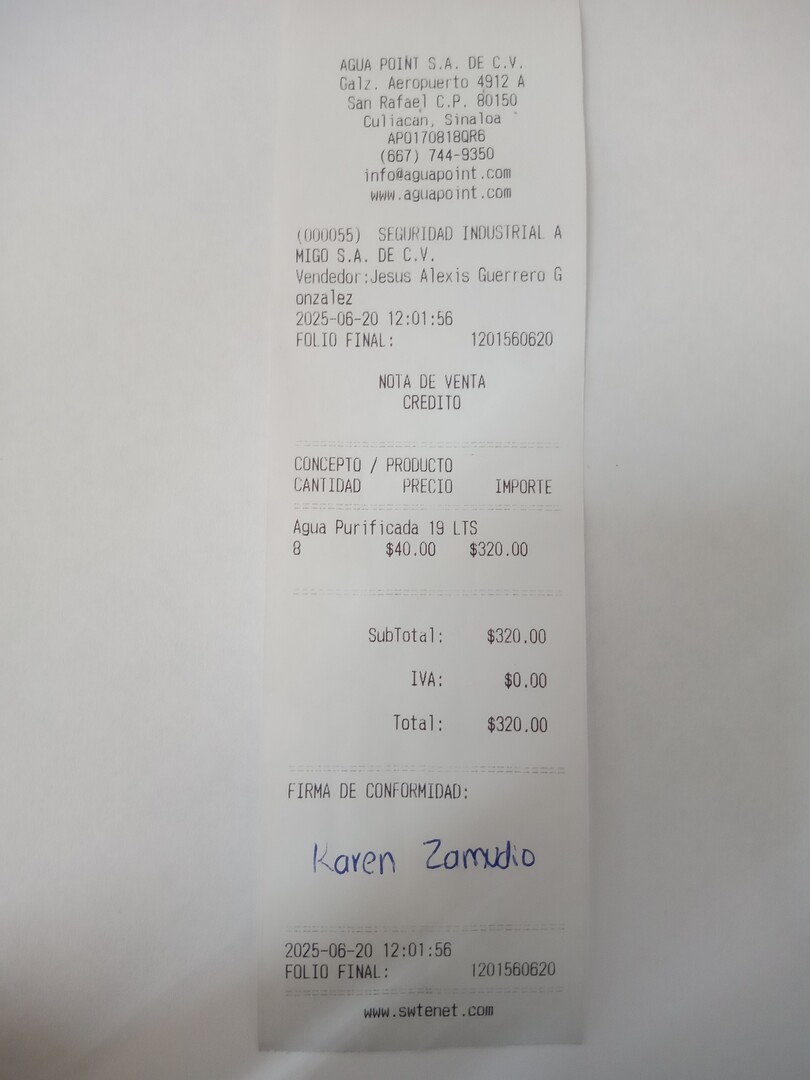 AGUA POINT S.A. DE C.V.
Galz. Aeropuerto 4912 A
San Rafael C.P. 80150
Culiacan, Sinaloa
APO170818QR6
(667) 744-9350
info@aguapoint.com
www.aguapoint.com
(000055) SEGURIDAD INDUSTRIAL A
MIGO S.A. DE C.V.
Vendedor:Jesus Alexis Guerrero G
onzalez
2025-06-20 12:01:56
FOLIO FINAL: 1201560620
NOTA DE VENTA
CREDITO
CONCEPTO / PRODUCTO
CANTIDAD PRECIO IMPORTE
Agua Purificada 19 LTS
8 $40.00 $320.00
SubTotal: $320.00
IVA: $0.00
Total: $320.00
FIRMA DE CONFORMIDAD:
Karen Zamudio
2025-06-20 12:01:56
FOLIO FINAL: 1201560620
www.swtenet.com